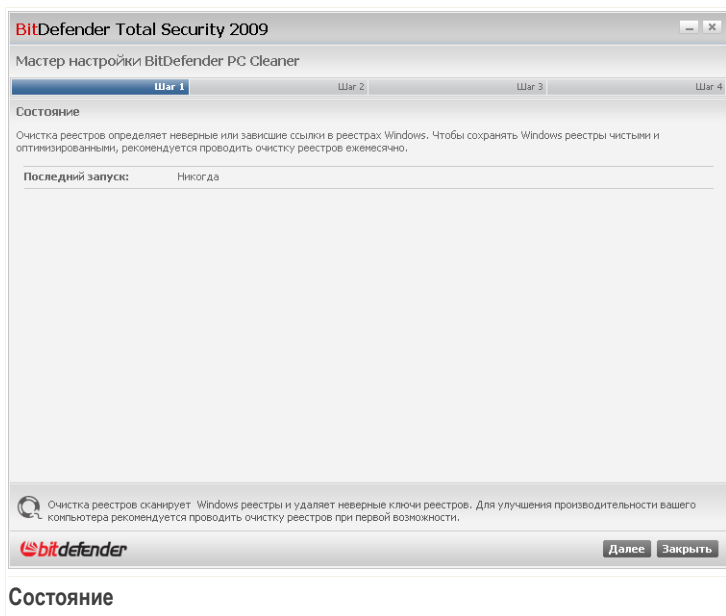 BitDefender Total Security 2009
Мастер настройки BitDefender PC Cleaner
Шаг 1
Шаг 2
Шаг 3
Шаг 4
Состояние
Очистка реестров определяет неверные или зависшие ссылки в реестрах Windows. Чтобы сохранять Windows реестры чистыми и
оптимизированными, рекомендуется проводить очистку реестров ежемесячно.
Последний запуск: Никогда
Очистка реестров сканирует Windows реестры и удаляет неверные ключи реестров. Для улучшения производительности вашего
компьютера рекомендуется проводить очистку реестров при первой возможности.
bitdefender
Далее
Закрыть
Состояние